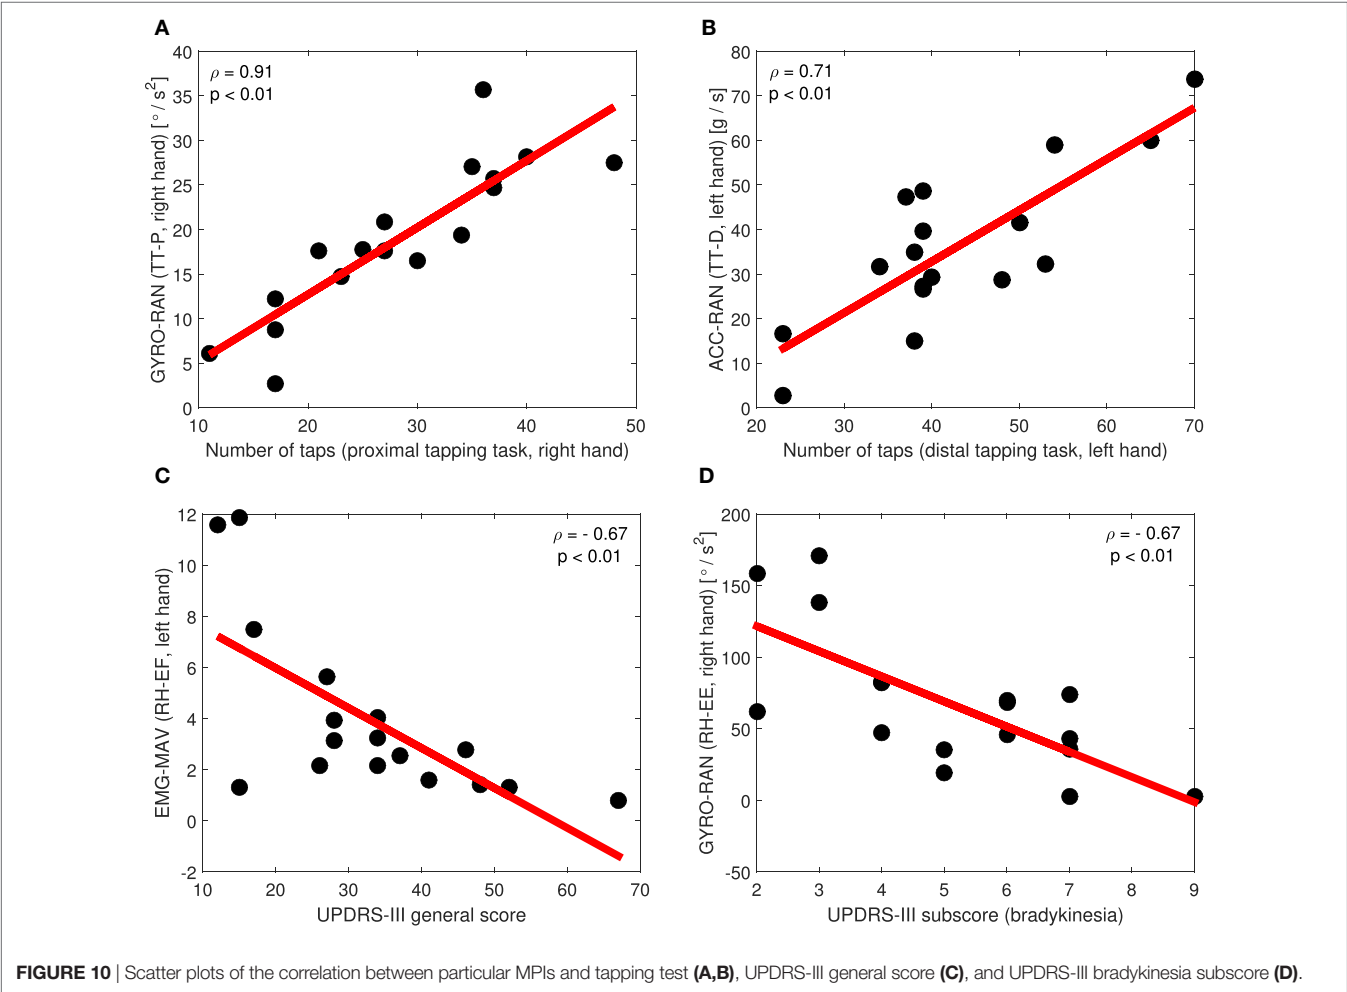 A
ρ = 0.91
p < 0.01
GYRO-RAN (TT-P, right hand) [° / s²]
40
35
30
25
20
15
10
5
0
10 20 30 40 50
Number of taps (proximal tapping task, right hand)
B
ρ = 0.71
p < 0.01
ACC-RAN (TT-D, left hand) [g / s]
80
70
60
50
40
30
20
10
0
20 30 40 50 60 70
Number of taps (distal tapping task, left hand)
C
ρ = - 0.67
p < 0.01
EMG-MAV (RH-EF, left hand)
12
10
8
6
4
2
0
-2
10 20 30 40 50 60 70
UPDRS-III general score
D
ρ = - 0.67
p < 0.01
GYRO-RAN (RH-EE, right hand) [° / s²]
200
150
100
50
0
-50
2 3 4 5 6 7 8 9
UPDRS-III subscore (bradykinesia)
FIGURE 10 | Scatter plots of the correlation between particular MPIs and tapping test (A,B), UPDRS-III general score (C), and UPDRS-III bradykinesia subscore (D).